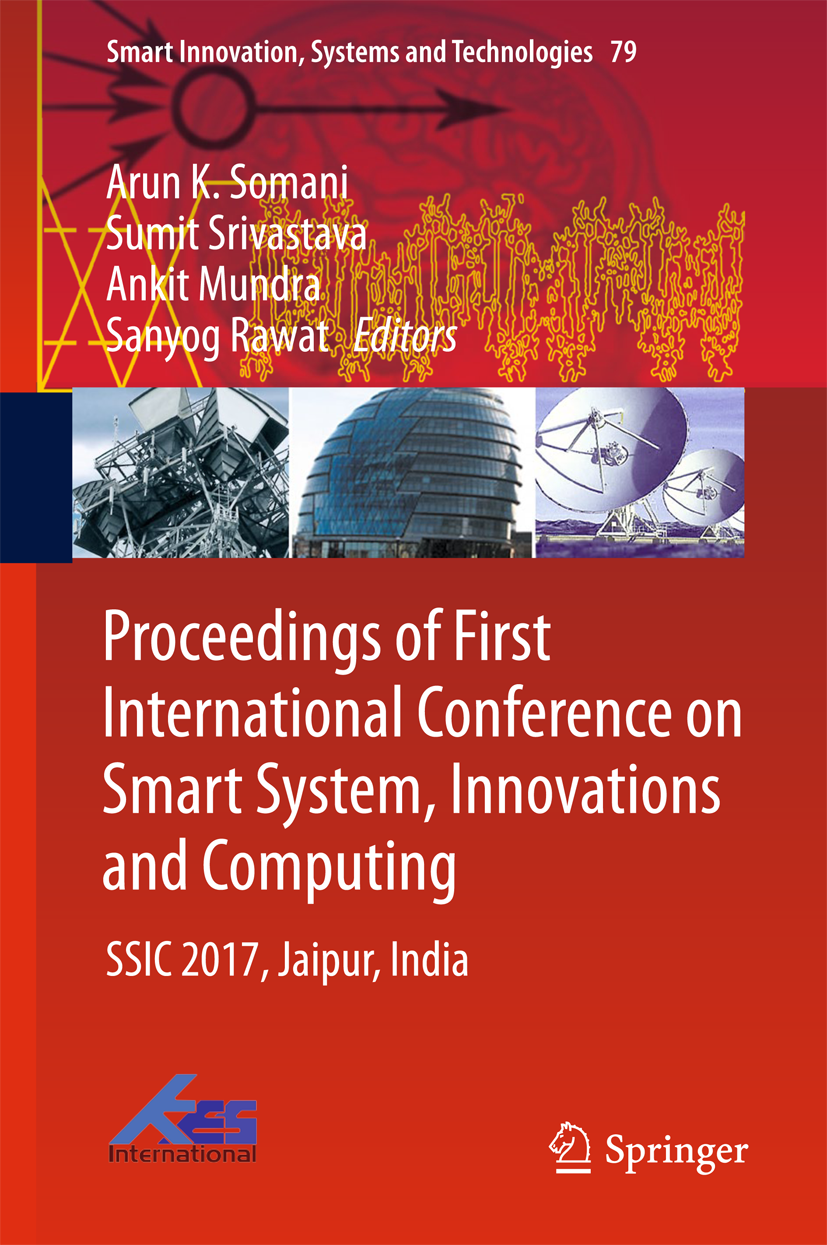 Smart Innovation, Systems and Technologies 79
Arun K. Somani
Sumit Srivastava
Ankit Mundra
Sanyog Rawat Editors
Proceedings of First
International Conference on
Smart System, Innovations
and Computing
SSIC 2017, Jaipur, India
KES
International
Springer